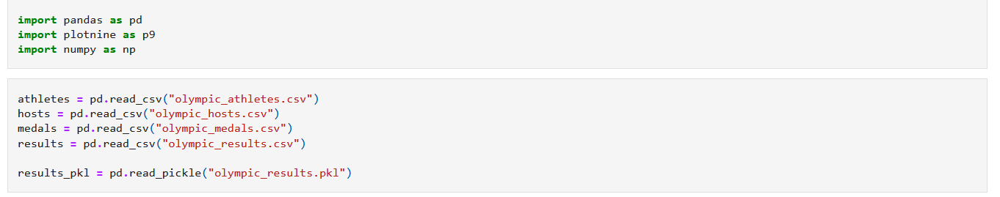 import pandas as pd
import plotnine as p9
import numpy as np
athletes = pd.read_csv("olympic_athletes.csv")
hosts = pd.read_csv("olympic_hosts.csv")
medals = pd.read_csv("olympic_medals.csv")
results = pd.read_csv("olympic_results.csv")
results_pkl = pd.read_pickle("olympic_results.pkl")